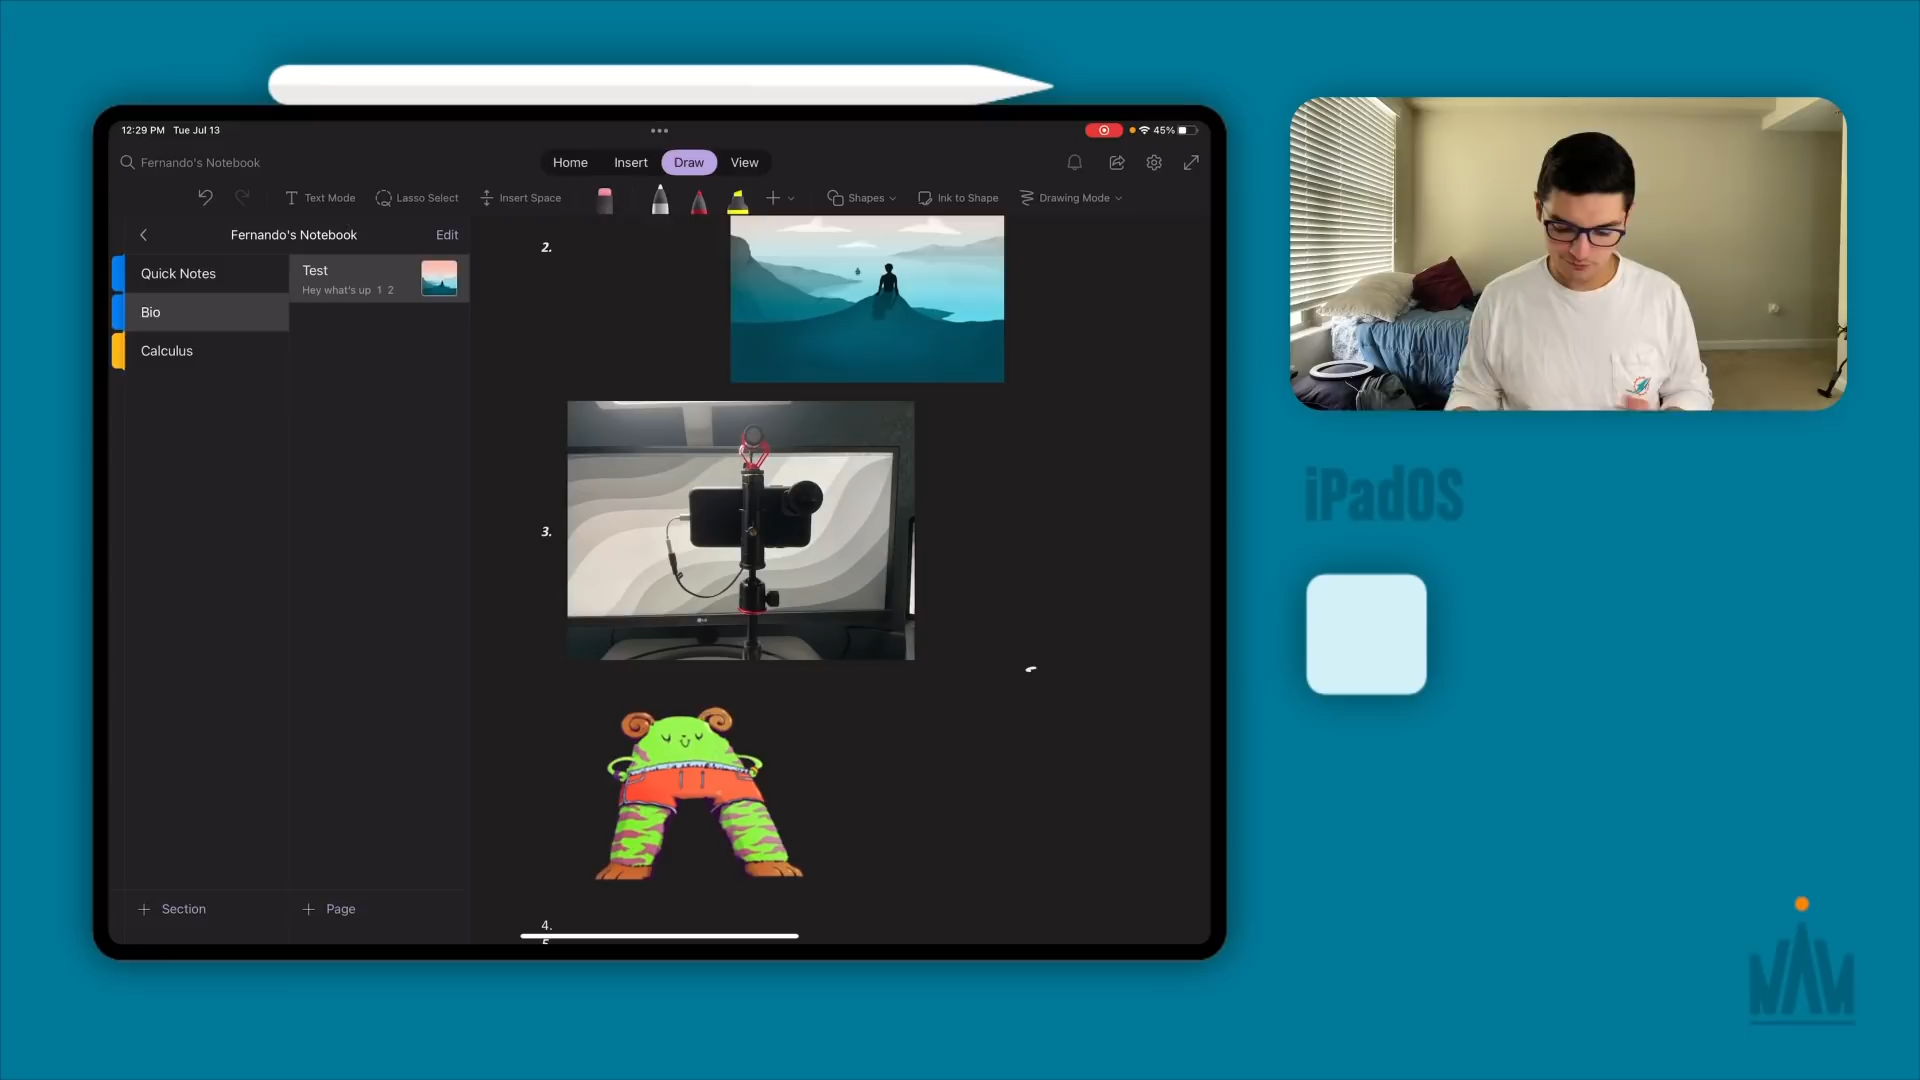 12:29 PM Tue Jul 13
45%
Fernando's Notebook
Home Insert Draw View
Text Mode Lasso Select Insert Space Shapes Ink to Shape Drawing Mode
Fernando's Notebook Edit
Quick Notes
Bio
Calculus
Test
Hey what's up 1 2
2.
3.
LG
4.
+ Section
+ Page
iPadOS